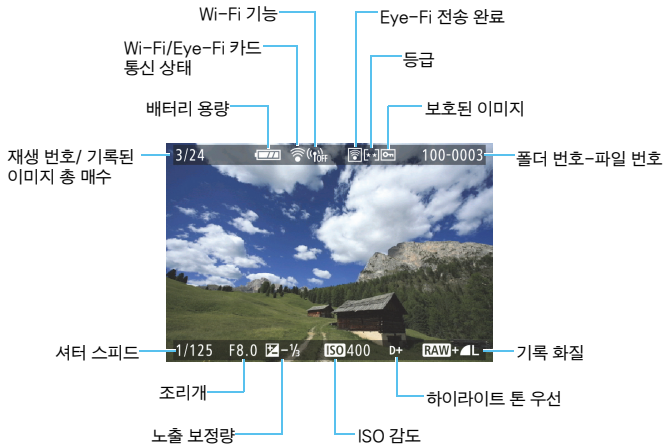 Wi-Fi 기능
Eye-Fi 전송 완료
Wi-Fi/Eye-Fi 카드
통신 상태
등급
배터리 용량
보호된 이미지
재생 번호/ 기록된
이미지 총 매수
3/24
OFF
100-0003
폴더 번호-파일 번호
셔터 스피드
1/125
F8.0
-⅓
ISO 400
D+
RAW+L
기록 화질
조리개
하이라이트 톤 우선
노출 보정량
ISO 감도